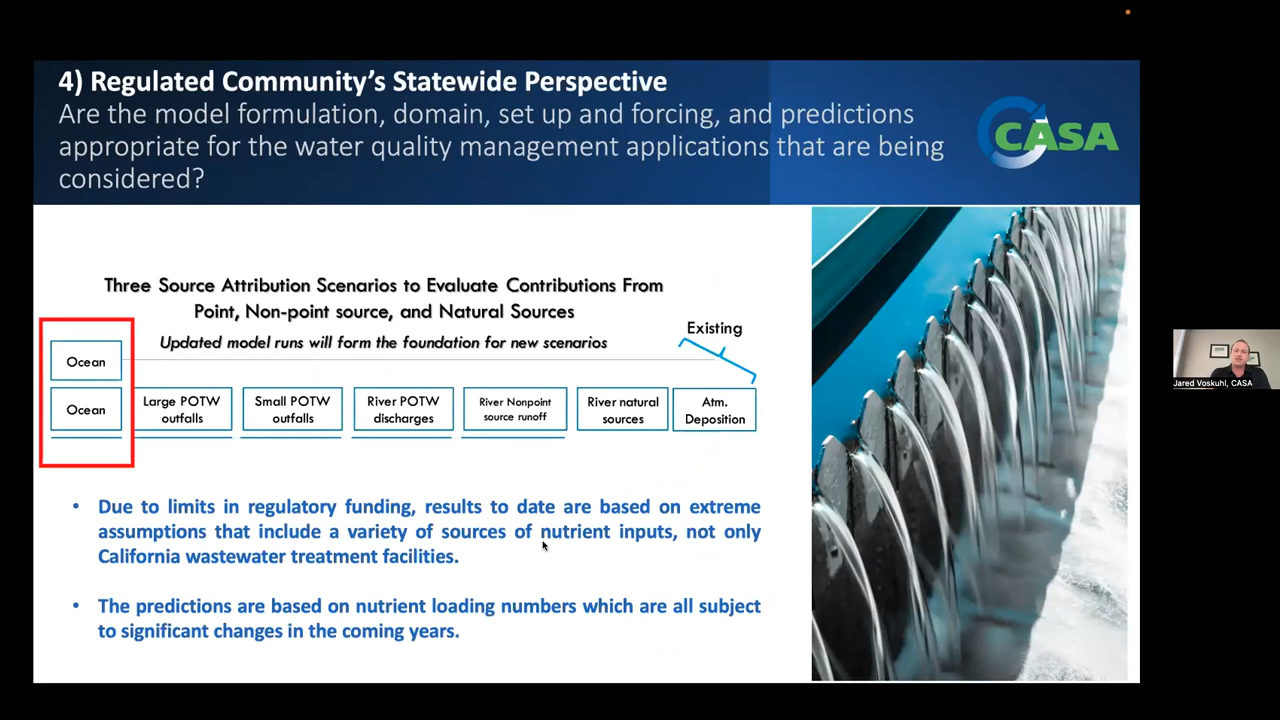 4) Regulated Community's Statewide Perspective
Are the model formulation, domain, set up and forcing, and predictions
appropriate for the water quality management applications that are being
considered?
CASA
Three Source Attribution Scenarios to Evaluate Contributions From
Point, Non-point source, and Natural Sources
Updated model runs will form the foundation for new scenarios
Existing
Ocean
Ocean
Large POTW
outfalls
Small POTW
outfalls
River POTW
discharges
River Nonpoint
source runoff
River natural
sources
Atm.
Deposition
• Due to limits in regulatory funding, results to date are based on extreme
assumptions that include a variety of sources of nutrient inputs, not only
California wastewater treatment facilities.
• The predictions are based on nutrient loading numbers which are all subject
to significant changes in the coming years.
Jared Voskuhl, CASA